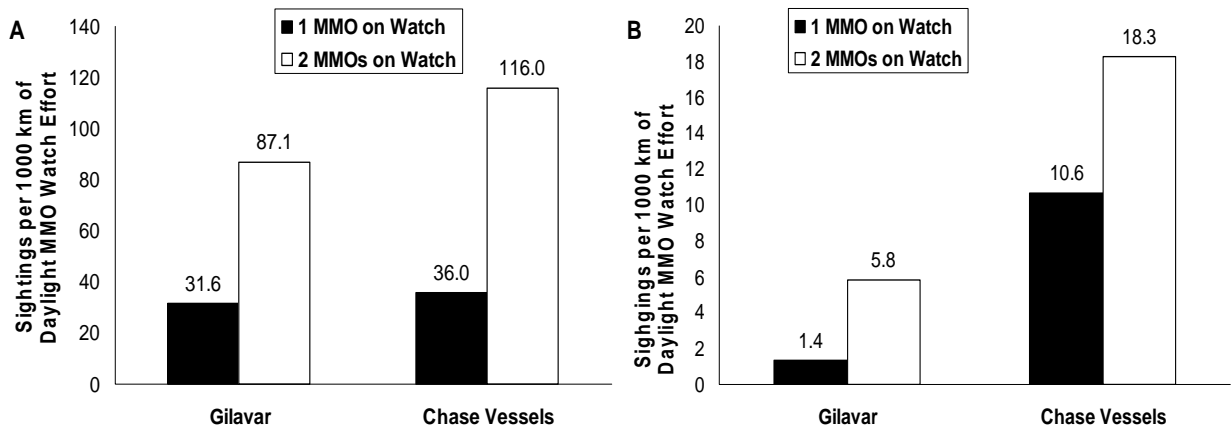 A
Sightings per 1000 km of
Daylight MMO Watch Effort
140
120
100
80
60
40
20
0
1 MMO on Watch
2 MMOs on Watch
31.6
87.1
36.0
116.0
Gilavar
Chase Vessels
B
Sighgings per 1000 km of
Daylight MMO Watch Effort
20
18
16
14
12
10
8
6
4
2
0
1 MMO on Watch
2 MMOs on Watch
1.4
5.8
10.6
18.3
Gilavar
Chase Vessels